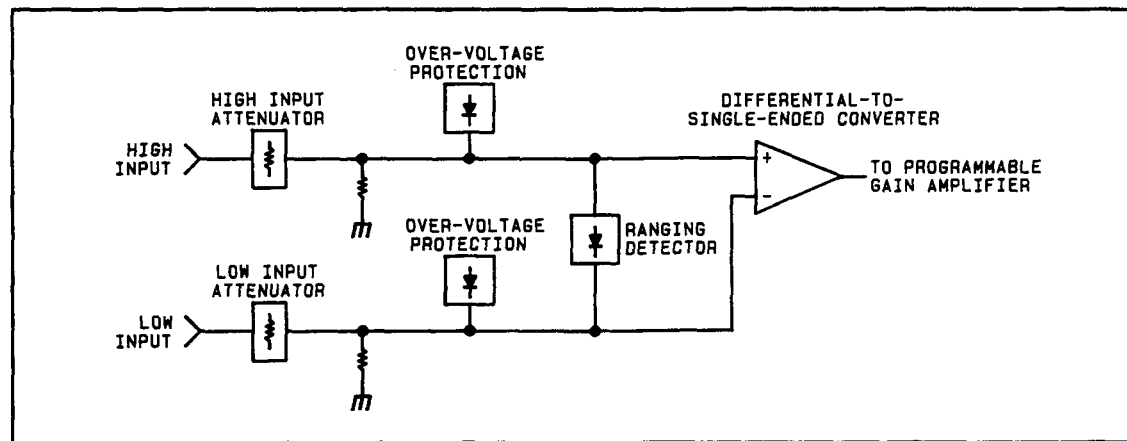 OVER-VOLTAGE
PROTECTION
HIGH INPUT
ATTENUATOR
DIFFERENTIAL-TO-
SINGLE-ENDED CONVERTER
HIGH
INPUT
+
-
TO PROGRAMMABLE
GAIN AMPLIFIER
OVER-VOLTAGE
PROTECTION
RANGING
DETECTOR
LOW INPUT
ATTENUATOR
LOW
INPUT